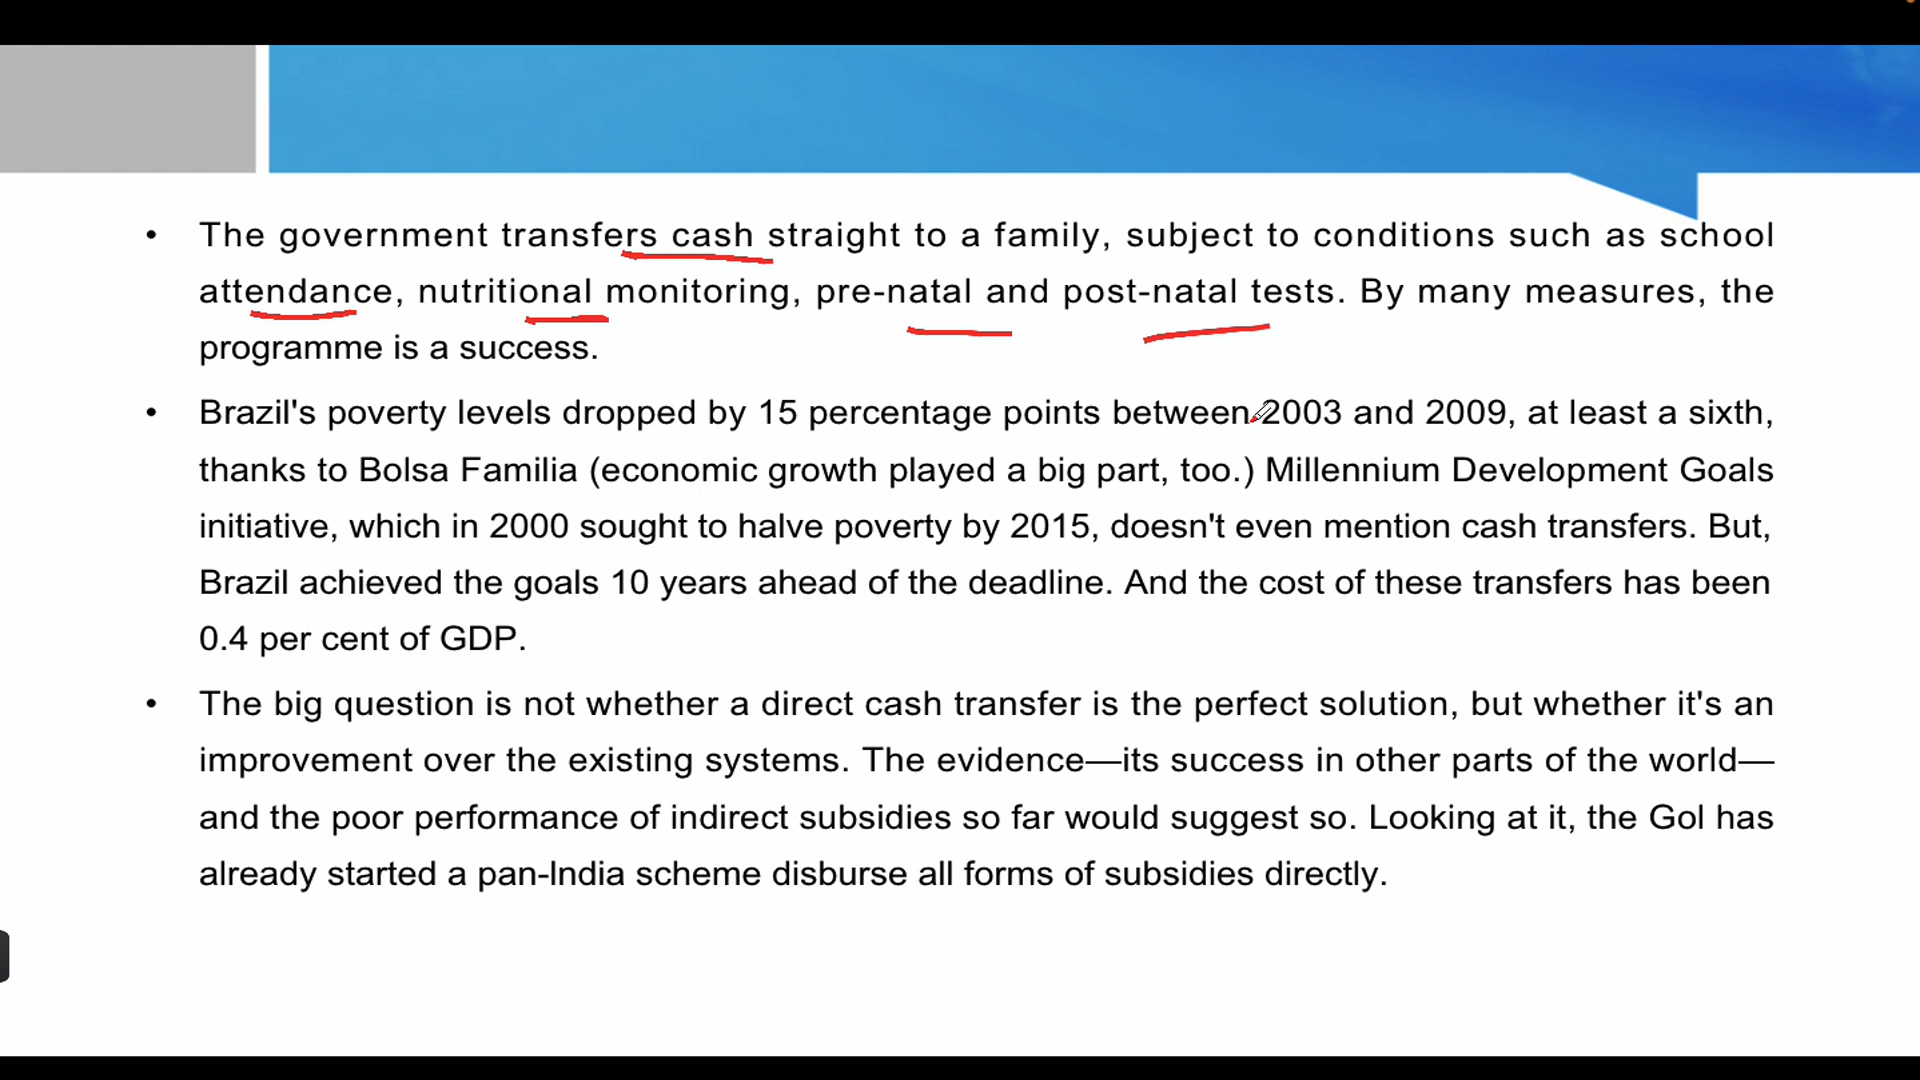 • The government transfers cash straight to a family, subject to conditions such as school
attendance, nutritional monitoring, pre-natal and post-natal tests. By many measures, the
programme is a success.
• Brazil's poverty levels dropped by 15 percentage points between 2003 and 2009, at least a sixth,
thanks to Bolsa Familia (economic growth played a big part, too.) Millennium Development Goals
initiative, which in 2000 sought to halve poverty by 2015, doesn't even mention cash transfers. But,
Brazil achieved the goals 10 years ahead of the deadline. And the cost of these transfers has been
0.4 per cent of GDP.
• The big question is not whether a direct cash transfer is the perfect solution, but whether it's an
improvement over the existing systems. The evidence—its success in other parts of the world—
and the poor performance of indirect subsidies so far would suggest so. Looking at it, the GoI has
already started a pan-India scheme disburse all forms of subsidies directly.